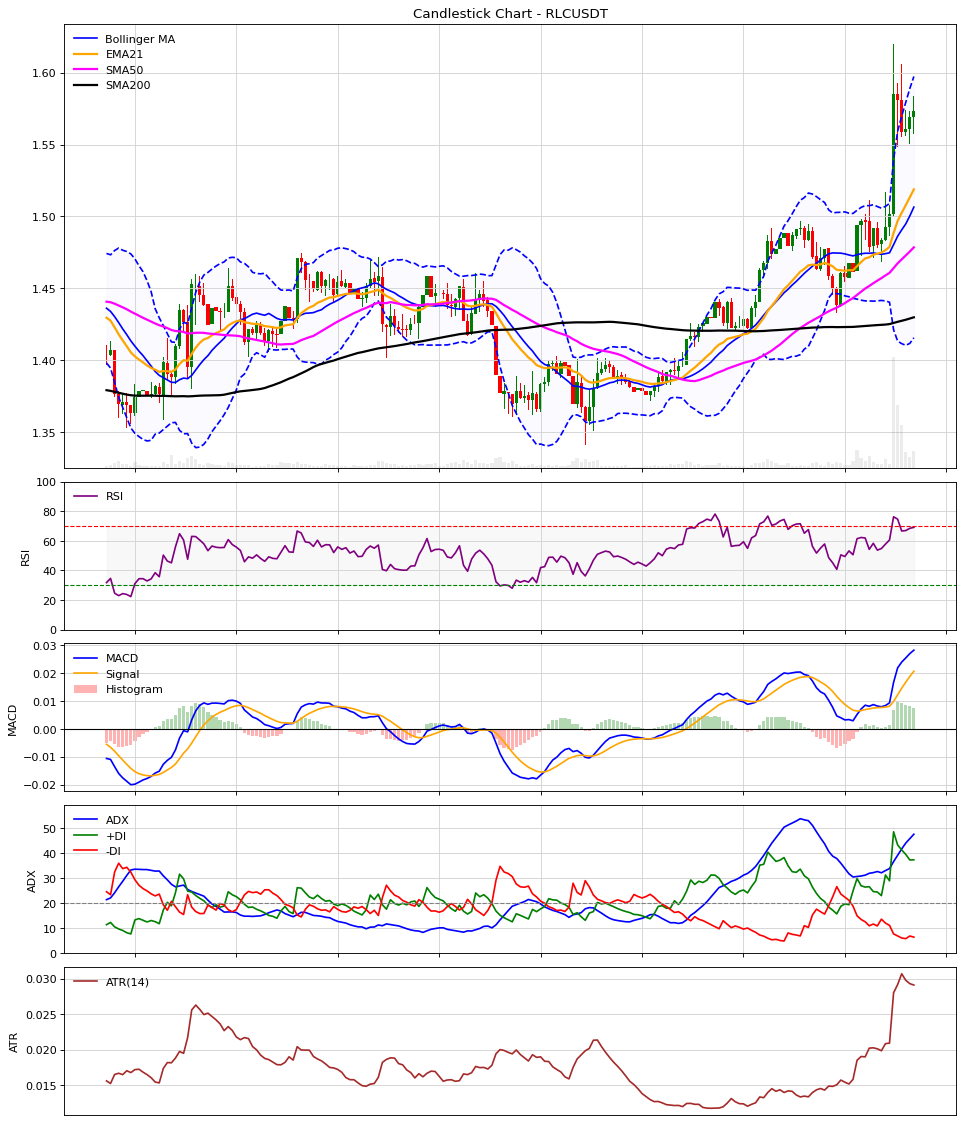 Candlestick Chart - RLCUSDT
Bollinger MA
EMA21
SMA50
SMA200
1.60
1.55
1.50
1.45
1.40
1.35
RSI
100
80
60
40
20
0
RSI
MACD
Signal
Histogram
0.03
0.02
0.01
0.00
−0.01
−0.02
MACD
ADX
+DI
-DI
50
40
30
20
10
0
ADX
ATR(14)
0.030
0.025
0.020
0.015
ATR